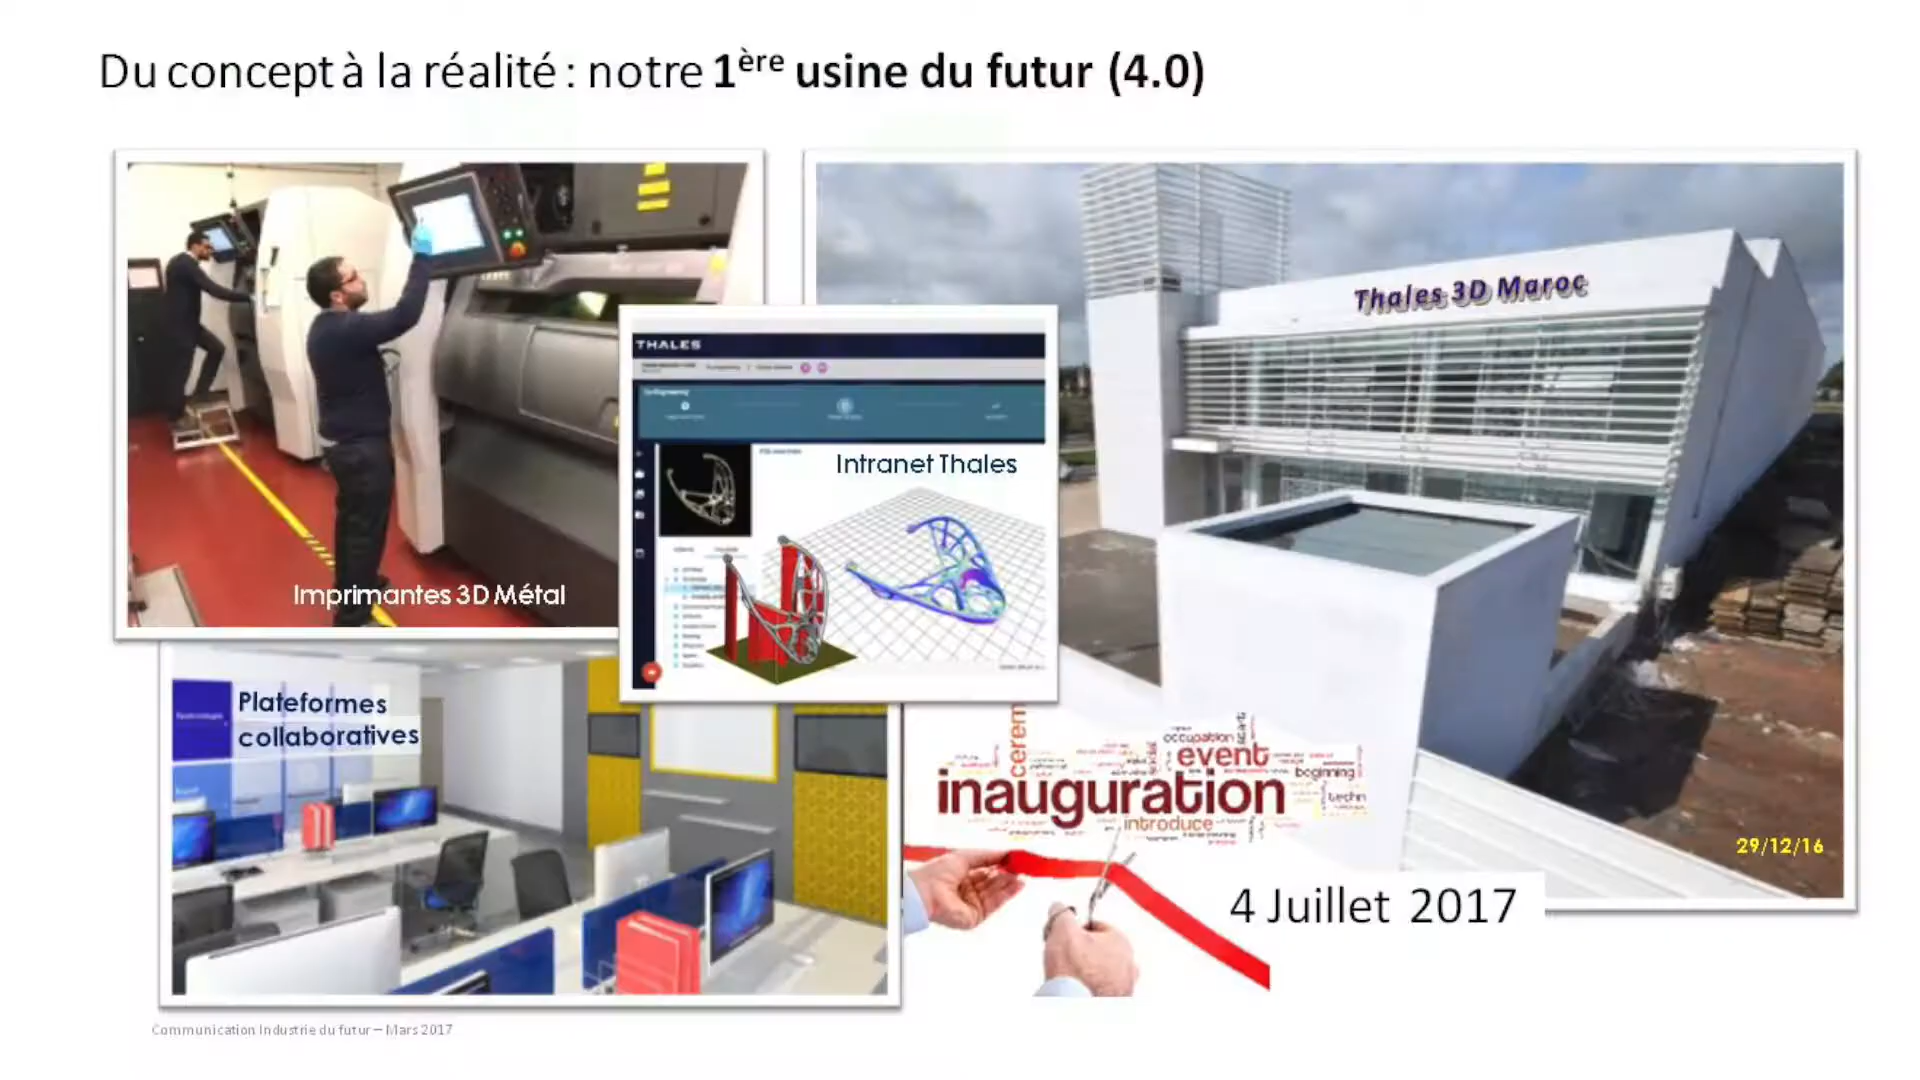 Du concept à la réalité : notre 1ère usine du futur (4.0)
Thales 3D Maroc
THALES
Intranet Thales
Imprimantes 3D Métal
Plateformes
collaboratives
occupation
event
beginning
inauguration
techn
introduce
29/12/16
4 Juillet 2017
Communication Industrie du futur – Mars 2017